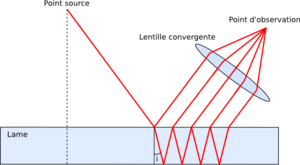 Point source
Point d'observation
Lentille convergente
Lame
i